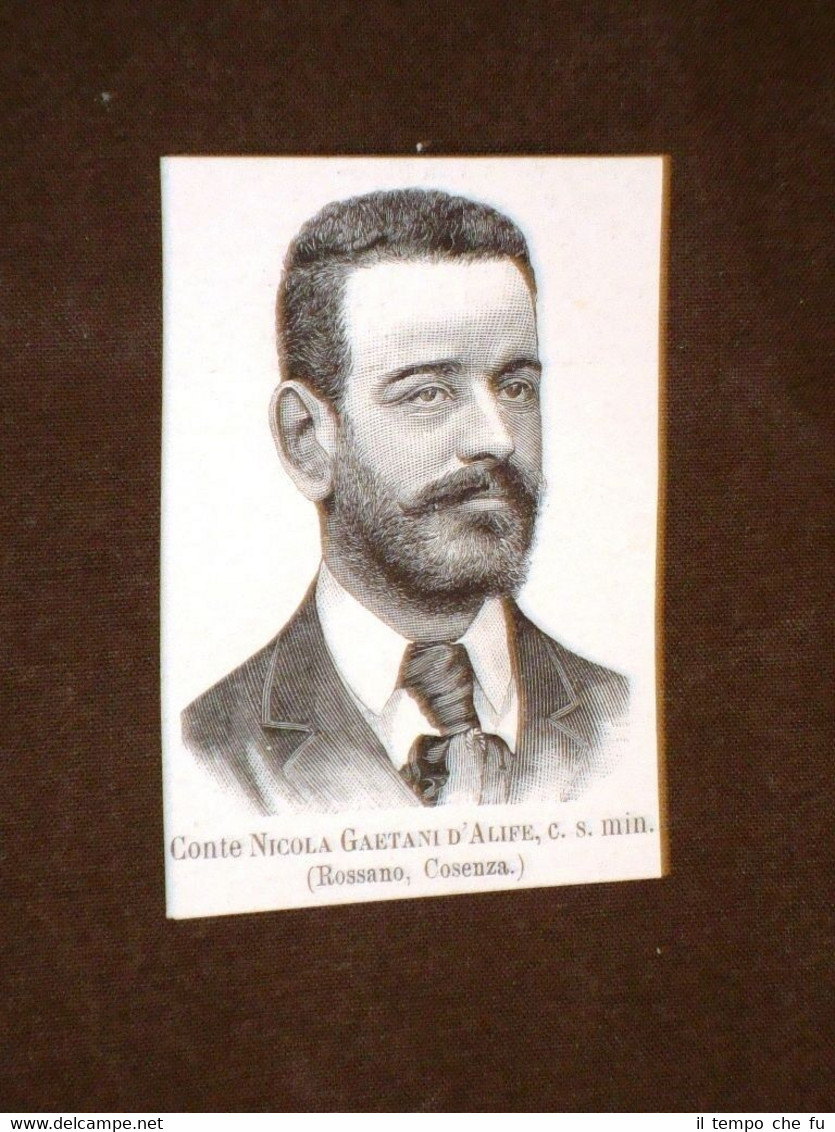 Conte NICOLA GAETANI D'ALIFE, c. s. min.
(Rossano, Cosenza.)
www.delcampe.net
il tempo che fu